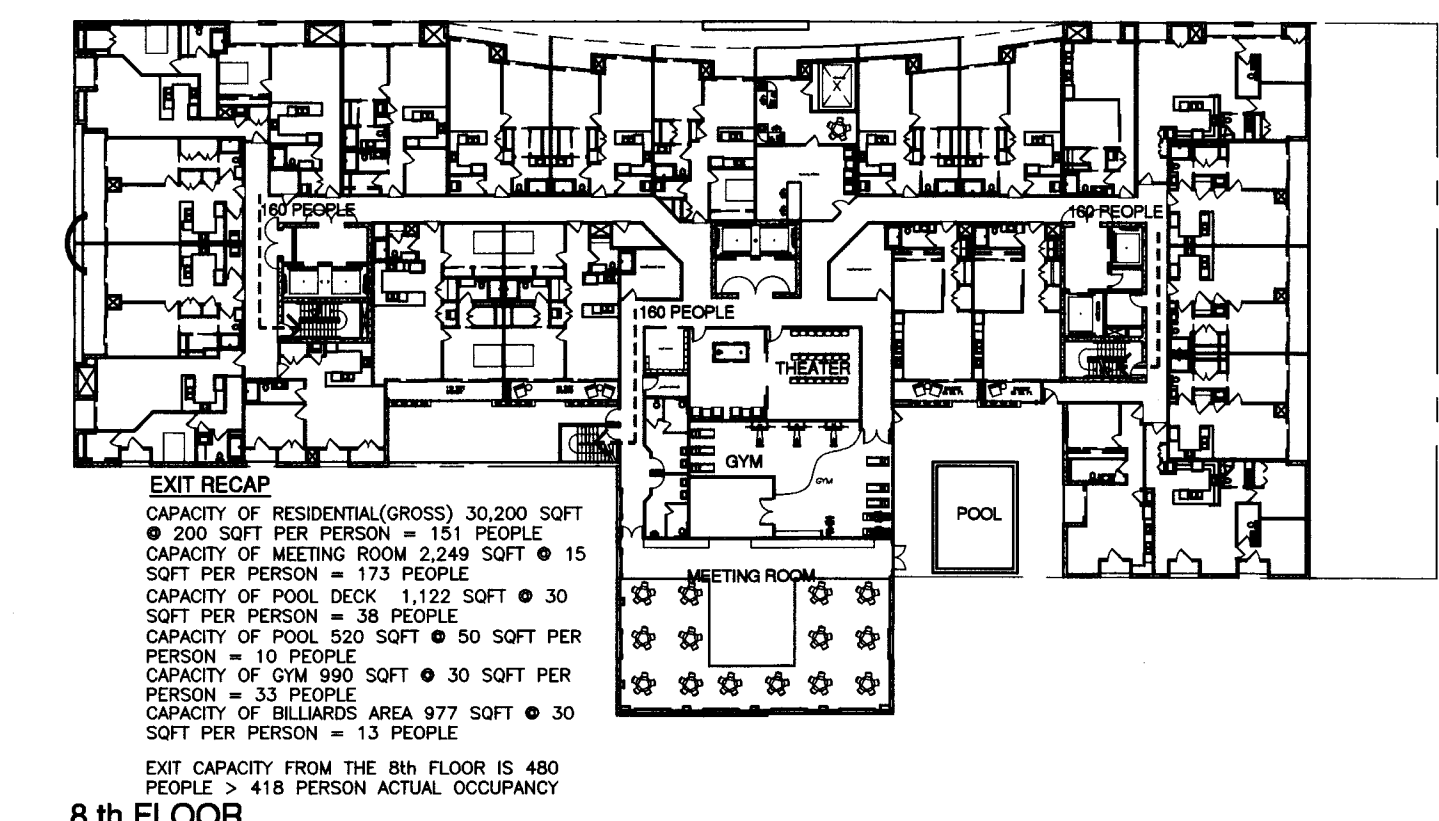 160 PEOPLE
160 PEOPLE
160 PEOPLE
THEATER
GYM
GYM
POOL
MEETING ROOM
EXIT RECAP
CAPACITY OF RESIDENTIAL(GROSS) 30,200 SQFT
@ 200 SQFT PER PERSON = 151 PEOPLE
CAPACITY OF MEETING ROOM 2,249 SQFT @ 15
SQFT PER PERSON = 173 PEOPLE
CAPACITY OF POOL DECK 1,122 SQFT @ 30
SQFT PER PERSON = 38 PEOPLE
CAPACITY OF POOL 520 SQFT @ 50 SQFT PER
PERSON = 10 PEOPLE
CAPACITY OF GYM 990 SQFT @ 30 SQFT PER
PERSON = 33 PEOPLE
CAPACITY OF BILLIARDS AREA 977 SQFT @ 30
SQFT PER PERSON = 13 PEOPLE
EXIT CAPACITY FROM THE 8th FLOOR IS 480
PEOPLE > 418 PERSON ACTUAL OCCUPANCY
8 th FLOOR